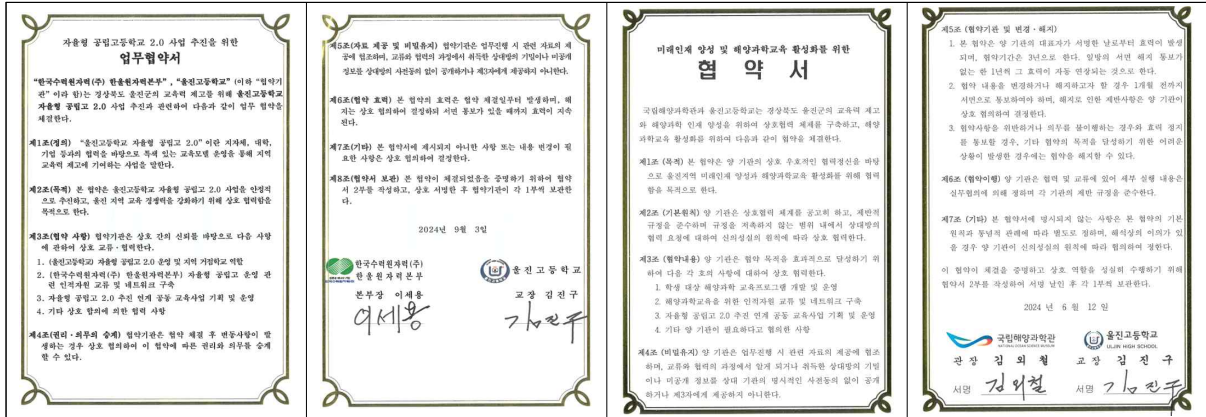 자율형 공립고등학교 2.0 사업 추진을 위한
업무협약서
"한국수력원자력(주) 한울원자력본부", "울진고등학교"(이하 "협약기
관" 이라 함)는 경상북도 울진군의 교육력 제고를 위해 울진고등학교
자율형 공립고 2.0 사업 추진과 관련하여 다음과 같이 업무 협약을
체결한다.
제1조(정의) "울진고등학교 자율형 공립고 2.0"이란 지자체, 대학,
기업 등과의 협력을 바탕으로 특색 있는 교육모델 운영을 통해 지역
교육력 제고에 기여하는 사업을 말한다.
제2조(목적) 본 협약은 울진고등학교 자율형 공립고 2.0 사업을 안정적
으로 추진하고, 울진 지역 교육 경쟁력을 강화하기 위해 상호 협력함을
목적으로 한다.
제3조(협약 사항) 협약기관은 상호 간의 신뢰를 바탕으로 다음 사항
에 관하여 상호 교류·협력한다.
1. (울진고등학교) 자율형 공립고 2.0 운영 및 지역 거점학교 역할
2. (한국수력원자력(주) 한울원자력본부) 자율형 공립고 2.0 운영 관
련 인적자원 교류 및 네트워크 구축
3. 자율형 공립고 2.0 추진 연계 공동 교육사업 기획 및 운영
4. 기타 상호 합의에 의한 협력 사항
제4조(권리·의무의 승계) 협약기관은 협약 체결 후 변동사항이 발
생하는 경우 상호 협의하여 이 협약에 따른 권리와 의무를 승계
할 수 있다.
제5조(자료 제공 및 비밀유지) 협약기관은 업무진행 시 관련 자료의 제
공에 협조하며, 교류와 협력의 과정에서 취득한 상대방의 기밀이나 미공개
정보를 상대방의 사전동의 없이 공개하거나 제3자에게 제공하지 아니한다.
제6조(협약 효력) 본 협약의 효력은 협약 체결일부터 발생하며, 해
지는 상호 협의하여 결정하되 서면 통보가 있을 때까지 효력이 지속
된다.
제7조(기타) 본 협약서에 제시되지 아니한 사항 또는 내용 변경이 필
요한 사항은 상호 협의하여 결정한다.
제8조(협약서 보관) 본 협약이 체결되었음을 증명하기 위하여 협약
서 2부를 작성하고, 상호 서명한 후 협약기관이 각 1부씩 보관한
다.
2024년 9월 3일
한국수력원자력(주)
한울원자력본부
본부장 이세용
이세용
울진고등학교
교장 김진구
김진구
미래인재 양성 및 해양과학교육 활성화를 위한
협 약 서
국립해양과학관과 울진고등학교는 경상북도 울진군의 교육력 제고
와 해양과학 인재 양성을 위하여 상호협력 체제를 구축하고, 해양
과학교육 활성화를 위하여 다음과 같이 협약을 체결한다.
제1조 (목적) 본 협약은 양 기관의 상호 우호적인 협력정신을 바탕
으로 울진지역 미래인재 양성과 해양과학교육 활성화를 위해 협력
함을 목적으로 한다.
제2조 (기본원칙) 양 기관은 상호협력 체계를 공고히 하고, 제반적
규정을 준수하며 규정을 저촉하지 않는 범위 내에서 상대방의
협력 요청에 대하여 신의성실의 원칙에 따라 상호 협력한다.
제3조 (협약내용) 양 기관은 협약 목적을 효과적으로 달성하기 위
하여 다음 각 호의 사항에 대하여 상호 협력한다.
1. 학생 대상 해양과학 교육프로그램 개발 및 운영
2. 해양과학교육을 위한 인적자원 교류 및 네트워크 구축
3. 자율형 공립고 2.0 추진 연계 공동 교육사업 기획 및 운영
4. 기타 양 기관이 필요하다고 협의한 사항
제4조 (비밀유지) 양 기관은 업무진행 시 관련 자료의 제공에 협조
하며, 교류와 협력의 과정에서 알게 되거나 취득한 상대방의 기밀
이나 미공개 정보를 상대 기관의 명시적인 사전동의 없이 공개
하거나 제3자에게 제공하지 아니한다.
제5조 (협약기관 및 변경·해지)
1. 본 협약은 양 기관의 대표자가 서명한 날로부터 효력이 발생
되며, 협약기간은 3년으로 한다. 일방의 서면 해지 통보가
없는 한 1년씩 그 효력이 자동 연장되는 것으로 한다.
2. 협약 내용을 변경하거나 해지하고자 할 경우 1개월 전까지
서면으로 통보하여야 하며, 해지로 인한 제반사항은 양 기관이
상호 협의하여 결정한다.
3. 협약사항을 위반하거나 의무를 불이행하는 경우와 효력 정지
를 통보할 경우, 기타 협약의 목적을 달성하기 위한 어려운
상황이 발생한 경우에는 협약을 해지할 수 있다.
제6조 (협약이행) 양 기관은 협력 및 교류에 있어 세부 실행 내용은
실무협의에 의해 정하며 각 기관의 제반 규정을 준수한다.
제7조 (기타) 본 협약서에 명시되지 않는 사항은 본 협약의 기본
원칙과 통념적 관례에 따라 별도로 정하며, 해석상의 이의가 있
을 경우 양 기관이 신의성실의 원칙에 따라 협의하여 정한다.
이 협약이 체결을 증명하고 상호 역할을 성실히 수행하기 위해
협약서 2부를 작성하여 서명 날인 후 각 1부씩 보관한다.
2024 년 6 월 12 일
국립해양과학관
관 장 김 외 철
서명 김외철
울진고등학교
ULJIN HIGH SCHOOL
교 장 김 진 구
서명 김진구